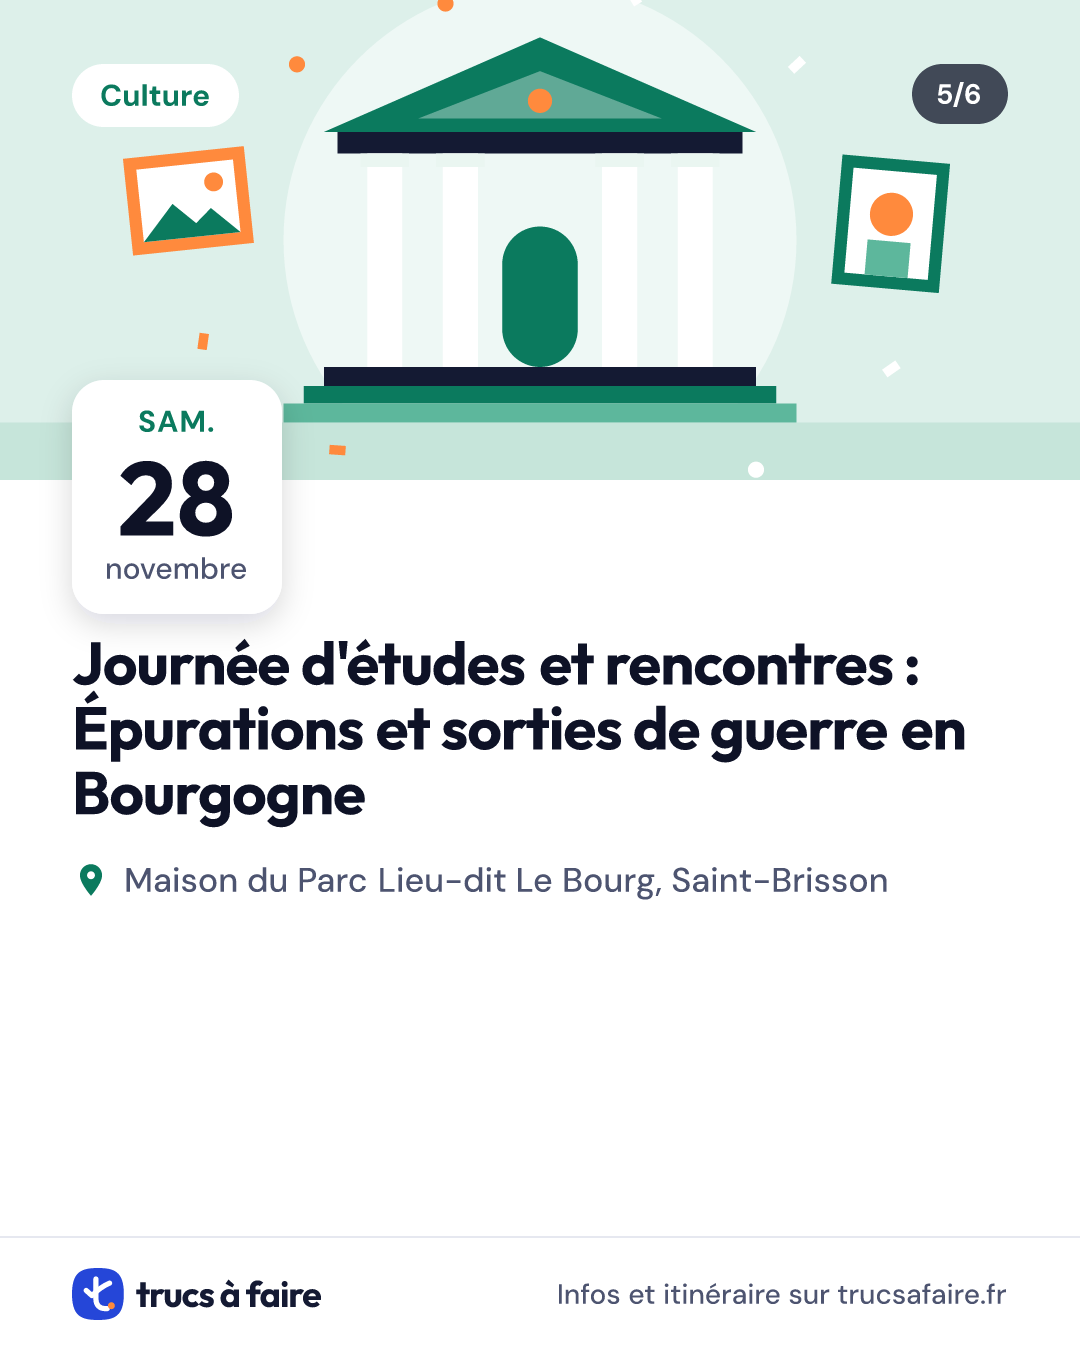 Culture
5/6
SAM.
28
novembre
Journée d'études et rencontres :
Épurations et sorties de guerre en
Bourgogne
Maison du Parc Lieu-dit Le Bourg, Saint-Brisson
trucs à faire
Infos et itinéraire sur trucsafaire.fr